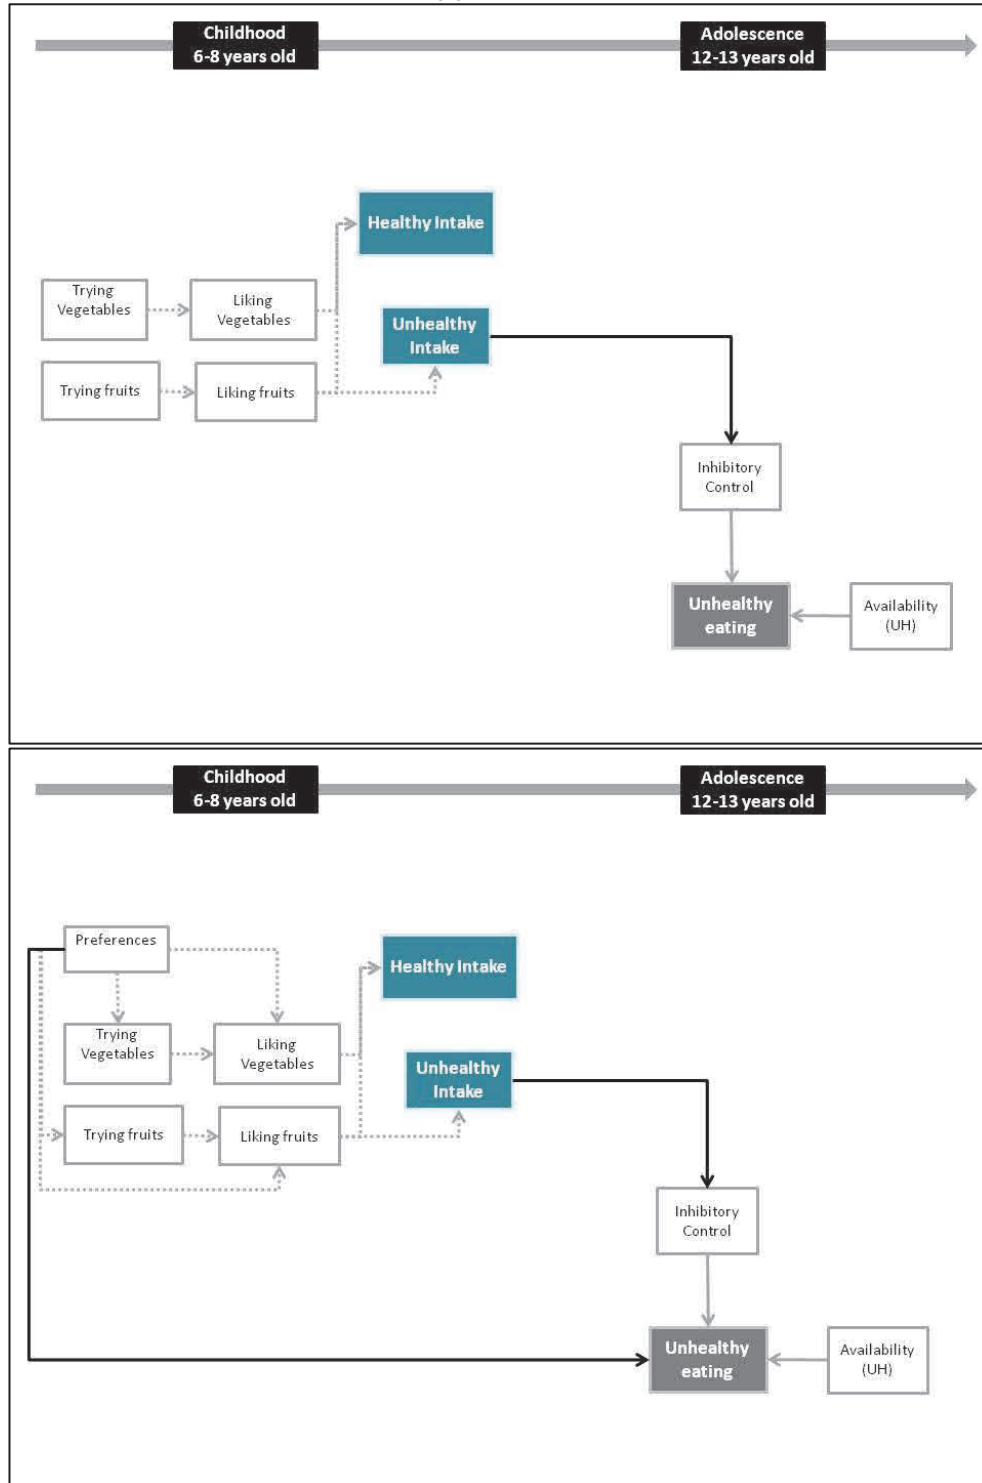 Childhood
6-8 years old
Adolescence
12-13 years old
Healthy Intake
Trying
Vegetables
Liking
Vegetables
Unhealthy
Intake
Trying fruits
Liking fruits
Inhibitory
Control
Unhealthy
eating
Availability
(UH)
Childhood
6-8 years old
Adolescence
12-13 years old
Preferences
Healthy Intake
Trying
Vegetables
Liking
Vegetables
Unhealthy
Intake
Trying fruits
Liking fruits
Inhibitory
Control
Unhealthy
eating
Availability
(UH)